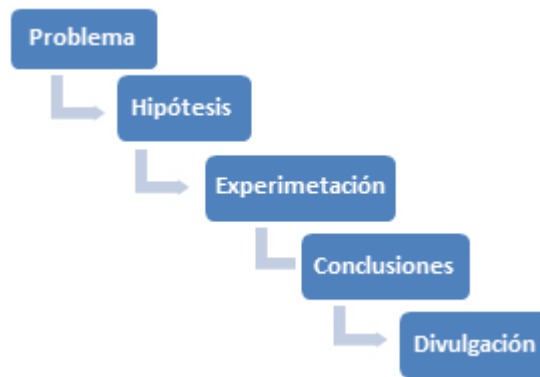 Problema
Hipótesis
Experimetación
Conclusiones
Divulgación